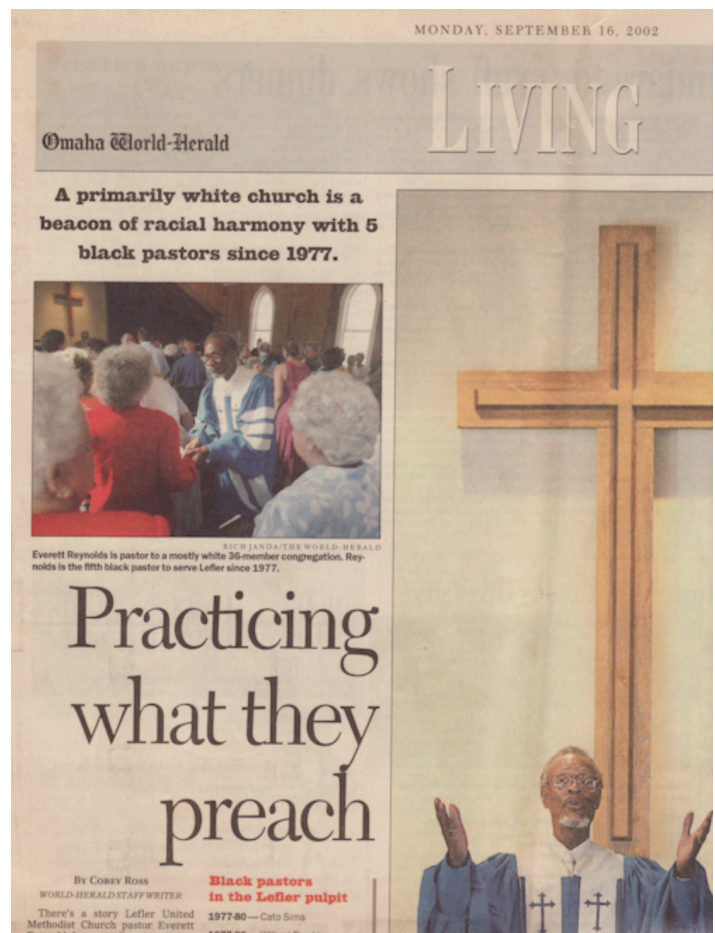 MONDAY, SEPTEMBER 16, 2002
LIVING
Omaha World-Herald
A primarily white church is a
beacon of racial harmony with 5
black pastors since 1977.
RICH JANDA/THE WORLD-HERALD
Everett Reynolds is pastor to a mostly white 36-member congregation. Rey-
nolds is the fifth black pastor to serve Lefler since 1977.
Practicing
what they
preach
BY COREY ROSS
WORLD-HERALD STAFF WRITER
There's a story Lefler United
Methodist Church pastor Everett
Black pastors
in the Lefler pulpit
1977-80 — Cato Sims